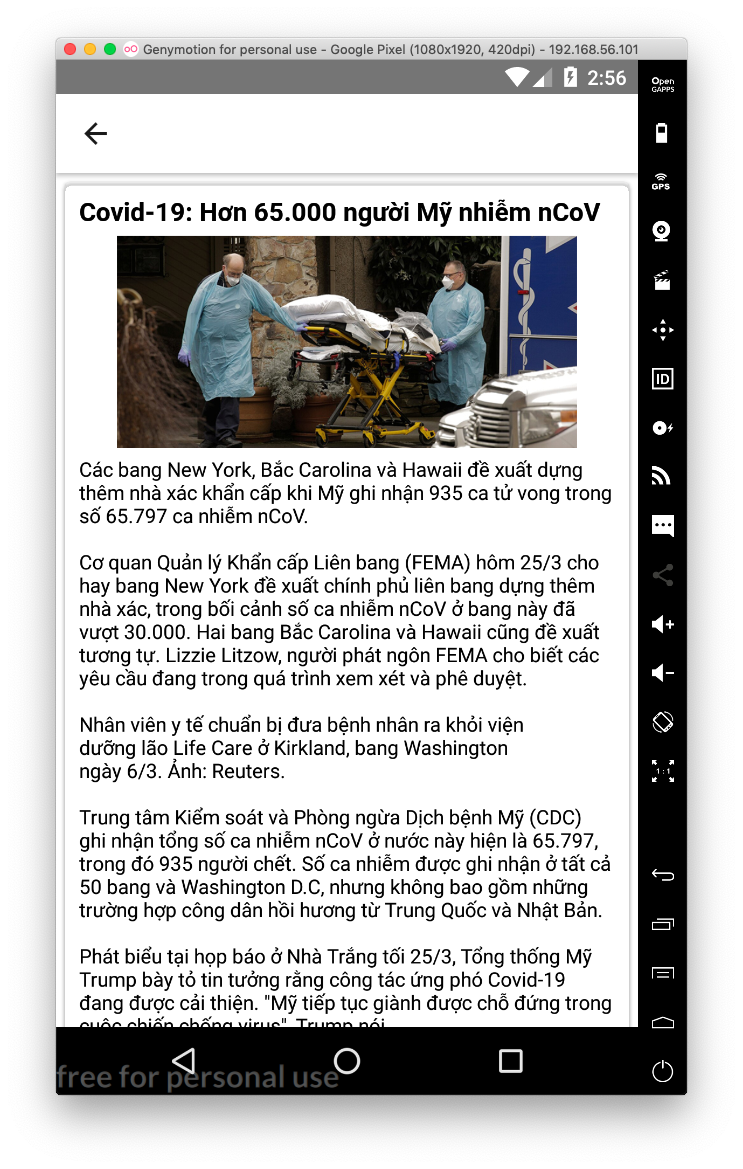 Genymotion for personal use - Google Pixel (1080x1920, 420dpi) - 192.168.56.101
2:56
Open
GAPPS
GPS
ID
1:1
Covid-19: Hơn 65.000 người Mỹ nhiễm nCoV
Các bang New York, Bắc Carolina và Hawaii đề xuất dựng
thêm nhà xác khẩn cấp khi Mỹ ghi nhận 935 ca tử vong trong
số 65.797 ca nhiễm nCoV.
Cơ quan Quản lý Khẩn cấp Liên bang (FEMA) hôm 25/3 cho
hay bang New York đề xuất chính phủ liên bang dựng thêm
nhà xác, trong bối cảnh số ca nhiễm nCoV ở bang này đã
vượt 30.000. Hai bang Bắc Carolina và Hawaii cũng đề xuất
tương tự. Lizzie Litzow, người phát ngôn FEMA cho biết các
yêu cầu đang trong quá trình xem xét và phê duyệt.
Nhân viên y tế chuẩn bị đưa bệnh nhân ra khỏi viện
dưỡng lão Life Care ở Kirkland, bang Washington
ngày 6/3. Ảnh: Reuters.
Trung tâm Kiểm soát và Phòng ngừa Dịch bệnh Mỹ (CDC)
ghi nhận tổng số ca nhiễm nCoV ở nước này hiện là 65.797,
trong đó 935 người chết. Số ca nhiễm được ghi nhận ở tất cả
50 bang và Washington D.C, nhưng không bao gồm những
trường hợp công dân hồi hương từ Trung Quốc và Nhật Bản.
Phát biểu tại họp báo ở Nhà Trắng tối 25/3, Tổng thống Mỹ
Trump bày tỏ tin tưởng rằng công tác ứng phó Covid-19
đang được cải thiện. "Mỹ tiếp tục giành được chỗ đứng trong
cuộc chiến chống virus", Trump nói
free for personal use